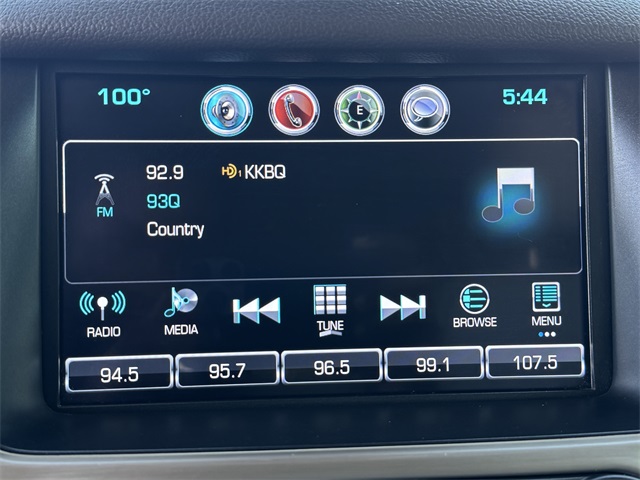 100° E 5:44
92.9 HD1 KKBQ
93Q
FM
Country
RADIO MEDIA TUNE BROWSE MENU
94.5 95.7 96.5 99.1 107.5